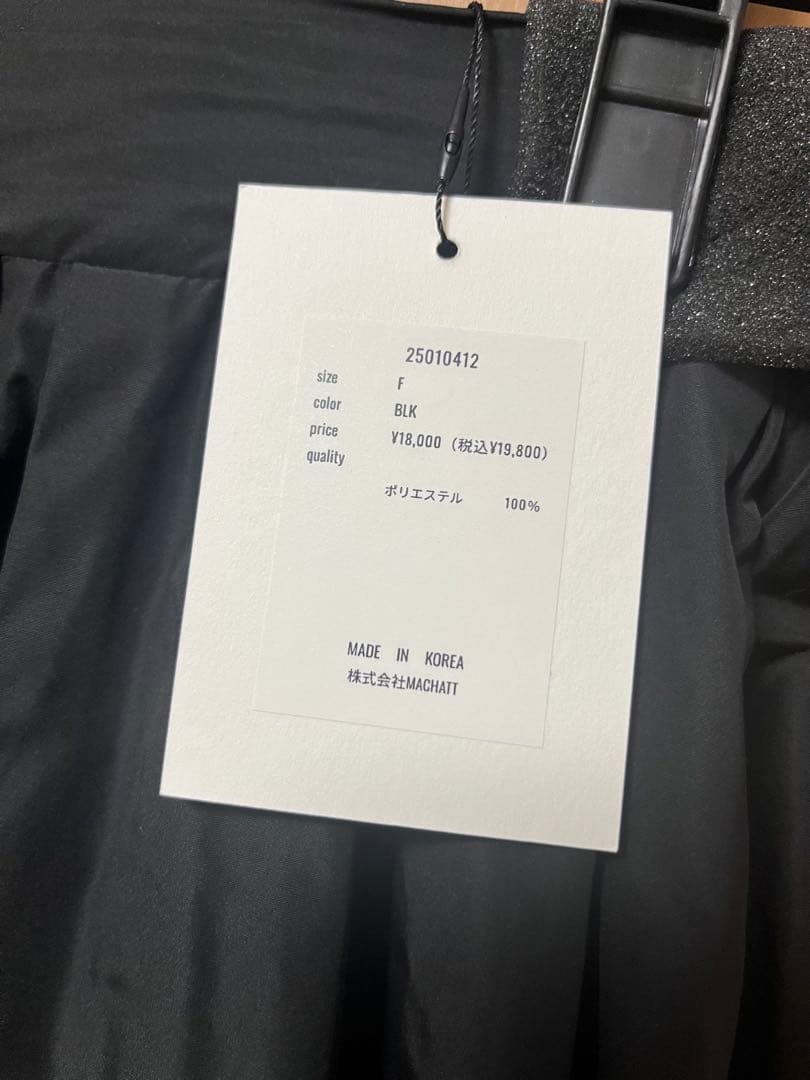 25010412
size F
color BLK
price ¥18,000（税込¥19,800）
quality
ポリエステル 100%
MADE IN KOREA
株式会社MACHATT